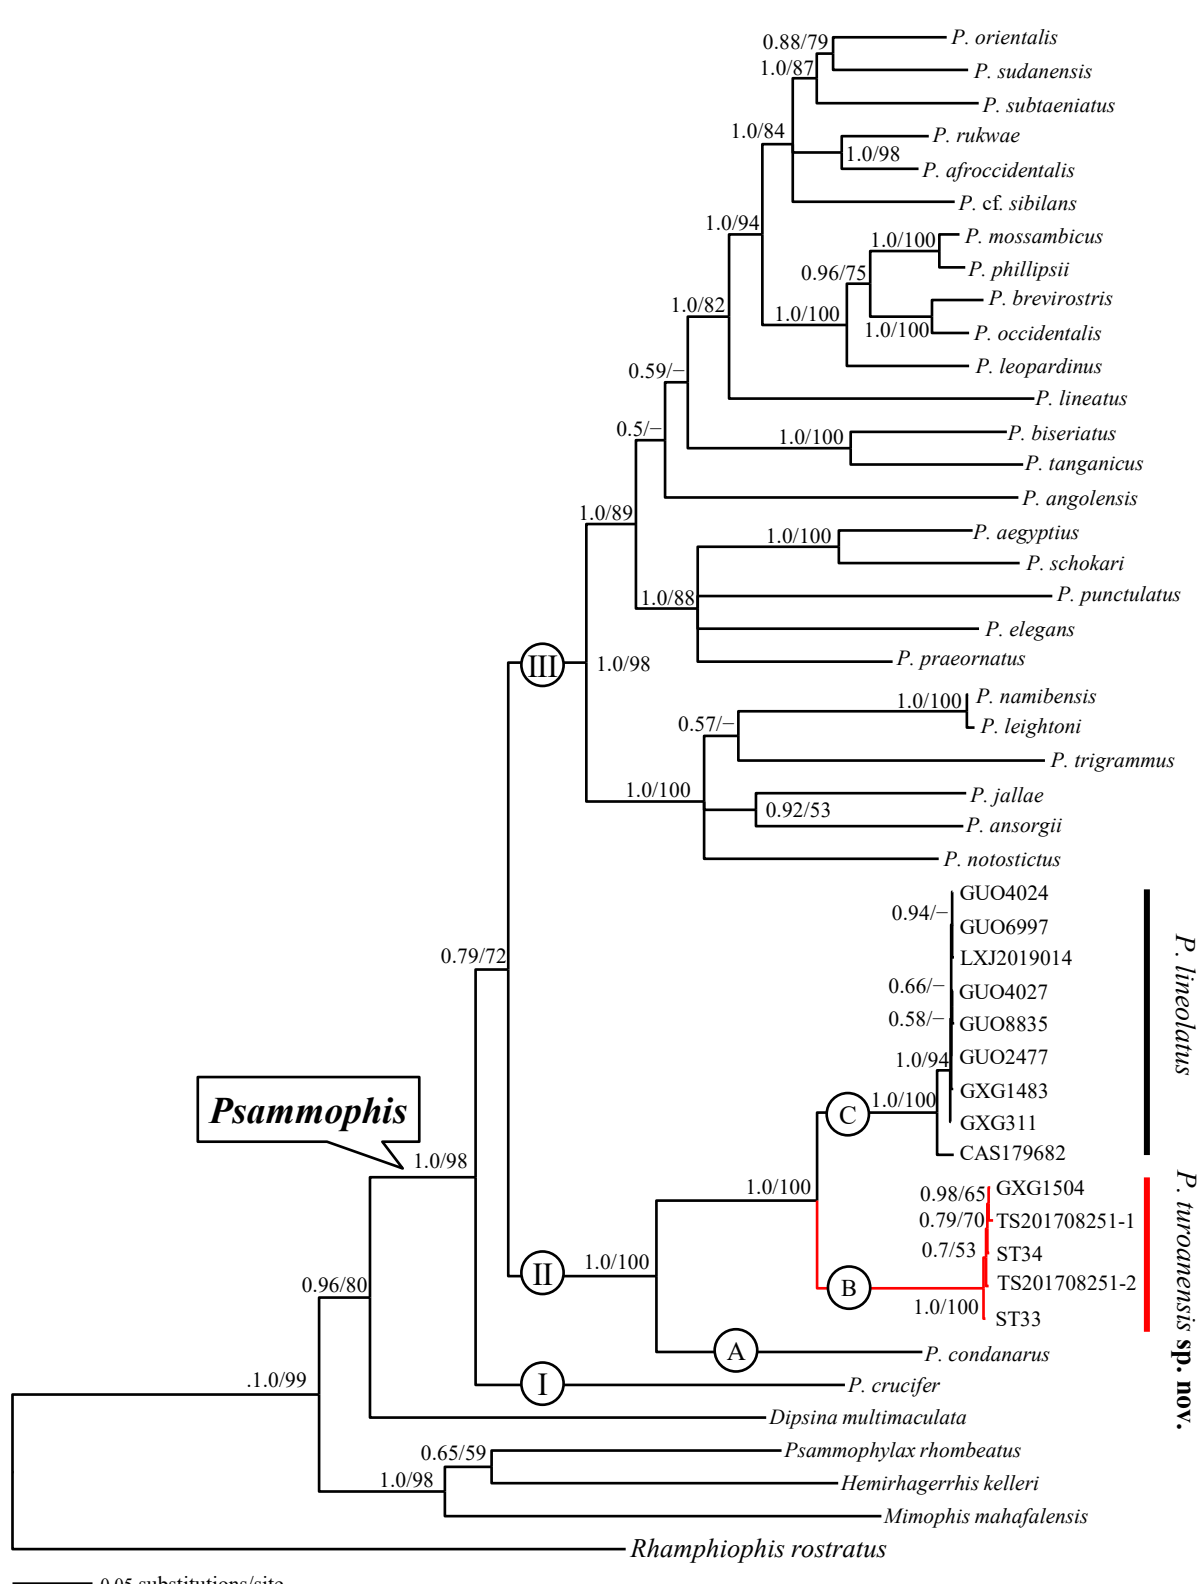 0.88/79
P. orientalis
1.0/87
P. sudanensis
P. subtaeniatus
1.0/84
P. rukwae
1.0/98
P. afroccidentalis
P. cf. sibilans
1.0/94
1.0/100
P. mossambicus
0.96/75
P. phillipsii
P. brevirostris
1.0/82
1.0/100
1.0/100
P. occidentalis
0.59/–
P. leopardinus
P. lineatus
0.5/–
1.0/100
P. biseriatus
P. tanganicus
P. angolensis
1.0/89
1.0/100
P. aegyptius
P. schokari
1.0/88
P. punctulatus
P. elegans
III
1.0/98
P. praeornatus
1.0/100
P. namibensis
0.57/–
P. leightoni
P. trigrammus
1.0/100
P. jallae
0.92/53
P. ansorgii
P. notostictus
GUO4024
0.94/–
GUO6997
0.79/72
LXJ2019014
0.66/–
GUO4027
0.58/–
GUO8835
1.0/94
GUO2477
P. lineolatus
1.0/100
GXG1483
Psammophis
C
GXG311
1.0/98
CAS179682
1.0/100
0.98/65
GXG1504
0.79/70
TS201708251-1
0.7/53
ST34
II
1.0/100
B
TS201708251-2
0.96/80
1.0/100
ST33
P. turoanensis sp. nov.
A
P. condanarus
.1.0/99
I
P. crucifer
Dipsina multimaculata
0.65/59
Psammophylax rhombeatus
1.0/98
Hemirhagerrhis kelleri
Mimophis mahafalensis
Rhamphiophis rostratus
0.05 substitutions/site